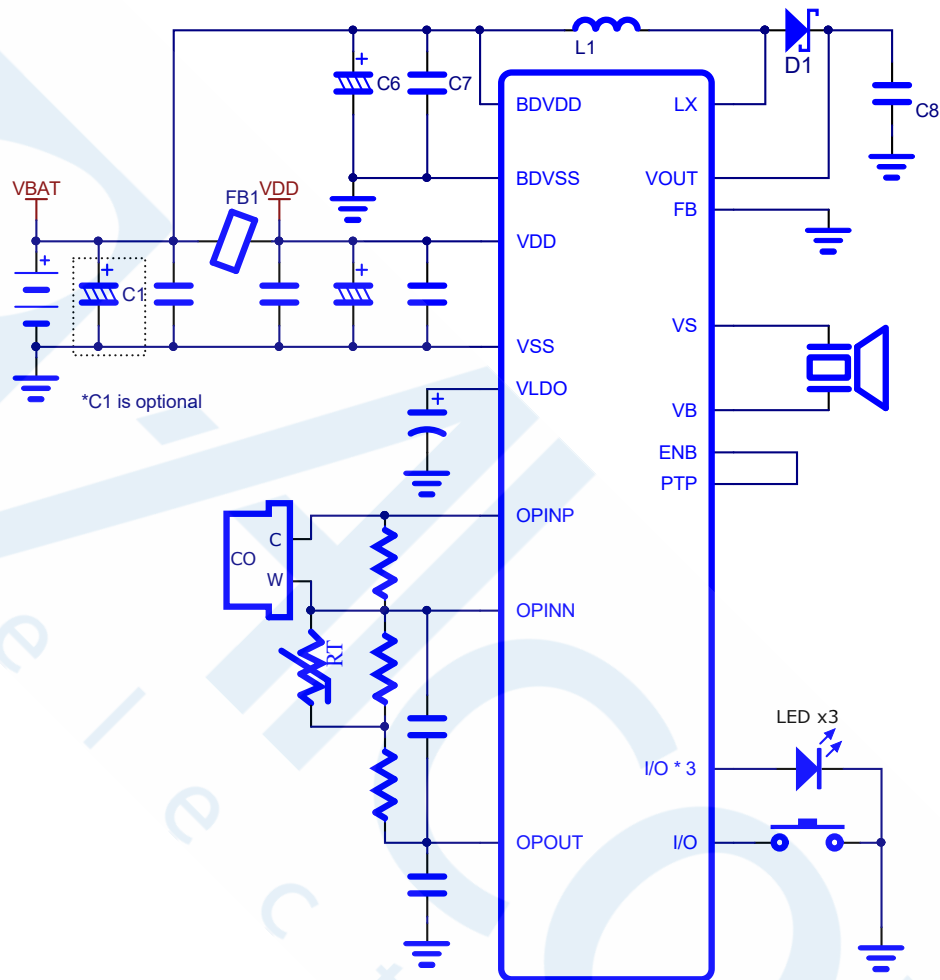 L1
D1
C6
C7
C8
BDVDD
LX
BDVSS
VOUT
VBAT
FB1
VDD
FB
VDD
C1
VS
VSS
VLDO
*C1 is optional
VB
ENB
PTP
OPINP
C
CO
W
OPINN
RT
LED x3
I/O * 3
OPOUT
I/O
e
l
e
c
t